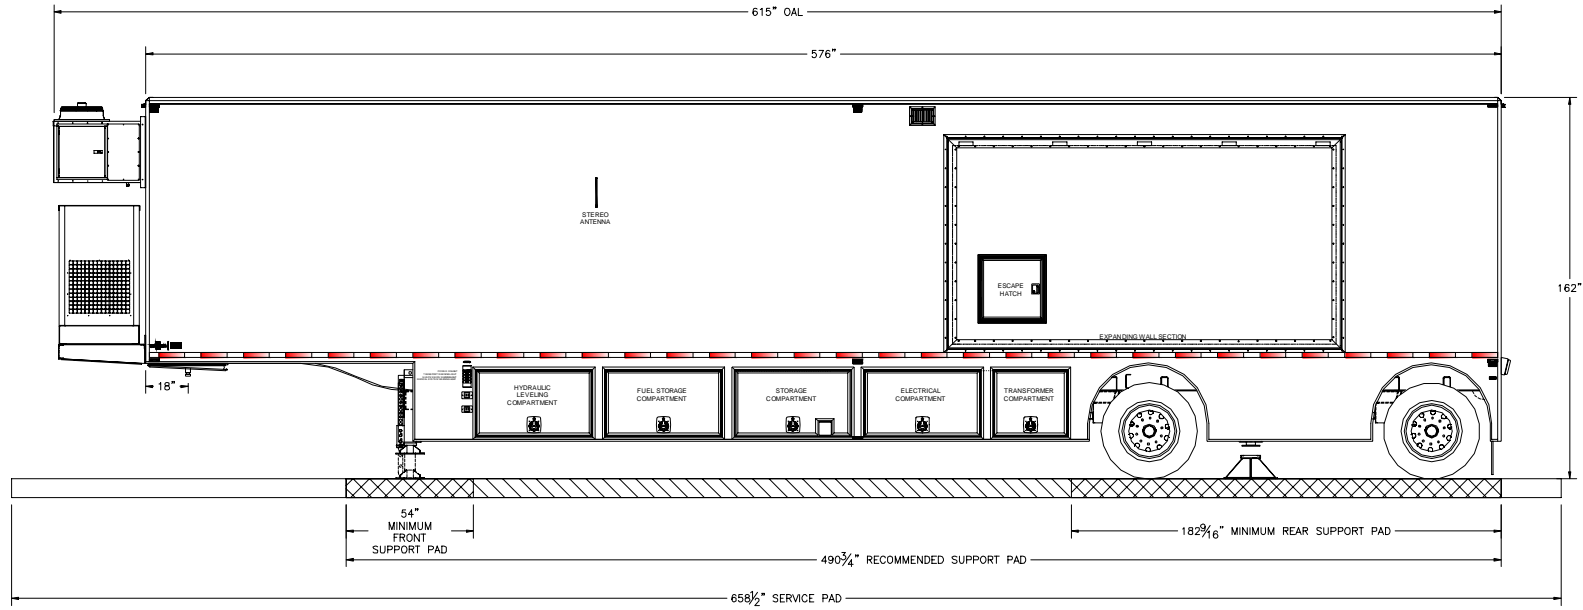 615" OAL
576"
STEREO
ANTENNA
162"
ESCAPE
HATCH
EXPANDING WALL SECTION
18"
HYDRAULIC
LEVELING
COMPARTMENT
FUEL STORAGE
COMPARTMENT
STORAGE
COMPARTMENT
ELECTRICAL
COMPARTMENT
TRANSFORMER
COMPARTMENT
54"
MINIMUM
FRONT
SUPPORT PAD
182 9/16" MINIMUM REAR SUPPORT PAD
490 3/4" RECOMMENDED SUPPORT PAD
658 1/2" SERVICE PAD